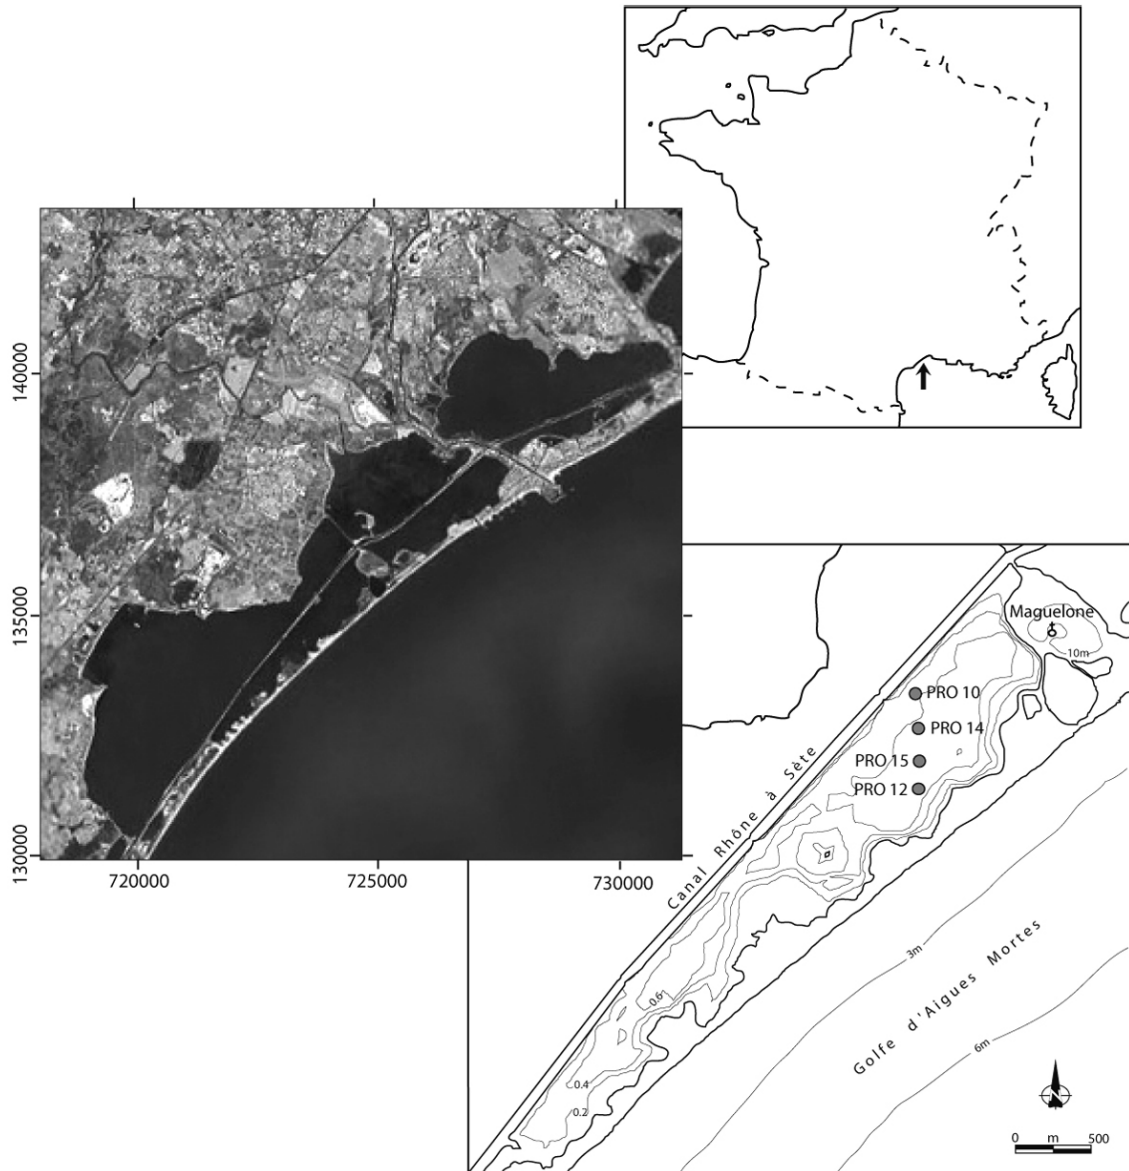 140000
135000
130000
720000
725000
730000
Maguelone
10m
PRO 10
PRO 14
PRO 15
PRO 12
Canal Rhône à Sète
0.6
0.4
0.2
3m
6m
Golfe d'Aigues Mortes
N
0 m 500